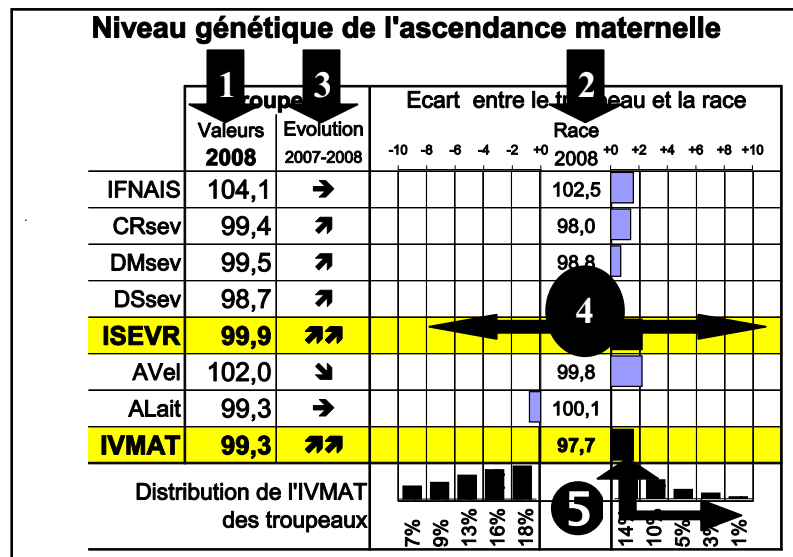 Niveau génétique de l'ascendance maternelle
1 3 2
Ecart entre le et la race
Valeurs Evolution Race
2008 2007-2008 -10 -8 -6 -4 -2 +0 2008 +0 +2 +4 +6 +8 +10
IFNAIS 104,1 ➔ 102,5
CRsev 99,4 ➚ 98,0
DMsev 99,5 ➚ 98,8
DSsev 98,7 ➚
4
ISEVR 99,9 ➚➚
AVel 102,0 ➘ 99,8
ALait 99,3 ➔ 100,1
IVMAT 99,3 ➚➚ 97,7
Distribution de l'IVMAT
des troupeaux
7% 9% 13% 16% 18% 5 14% 10% 5% 3% 1%